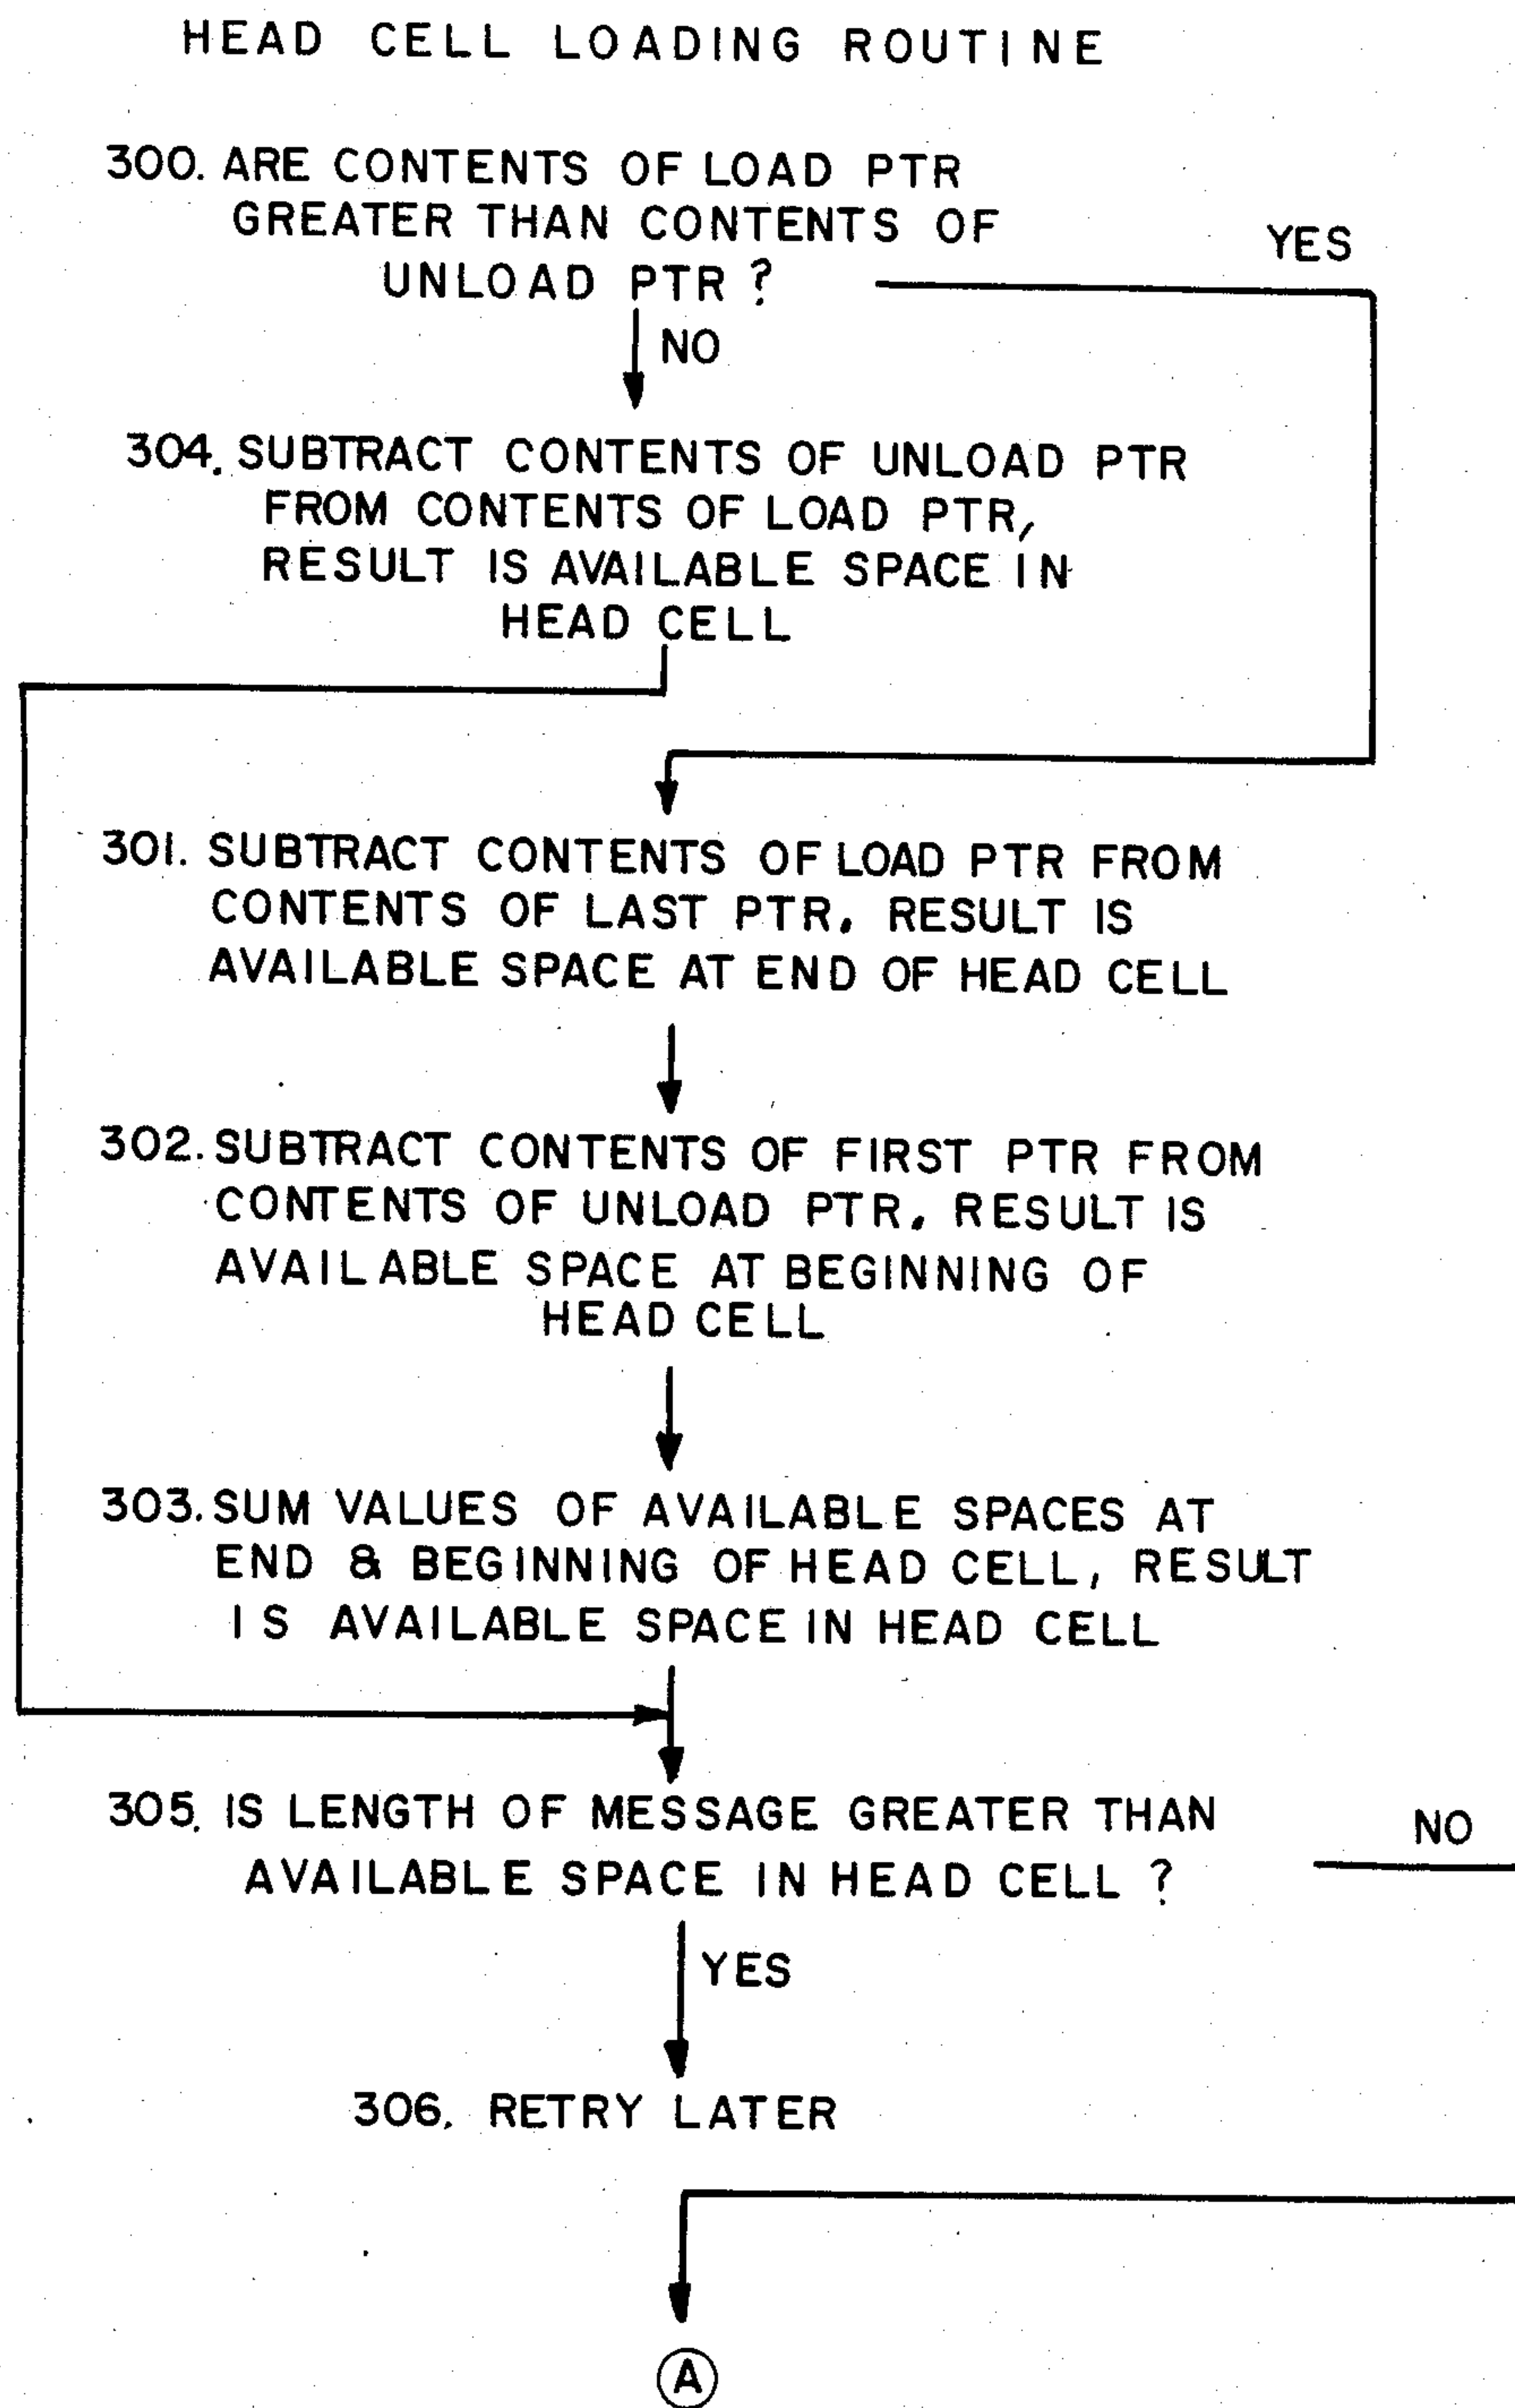 HEAD CELL LOADING ROUTINE
300. ARE CONTENTS OF LOAD PTR
GREATER THAN CONTENTS OF
UNLOAD PTR ?
YES
NO
304. SUBTRACT CONTENTS OF UNLOAD PTR
FROM CONTENTS OF LOAD PTR,
RESULT IS AVAILABLE SPACE IN
HEAD CELL
301. SUBTRACT CONTENTS OF LOAD PTR FROM
CONTENTS OF LAST PTR. RESULT IS
AVAILABLE SPACE AT END OF HEAD CELL
302. SUBTRACT CONTENTS OF FIRST PTR FROM
CONTENTS OF UNLOAD PTR. RESULT IS
AVAILABLE SPACE AT BEGINNING OF
HEAD CELL
303. SUM VALUES OF AVAILABLE SPACES AT
END & BEGINNING OF HEAD CELL, RESULT
IS AVAILABLE SPACE IN HEAD CELL
305. IS LENGTH OF MESSAGE GREATER THAN
AVAILABLE SPACE IN HEAD CELL ?
NO
YES
306. RETRY LATER
A